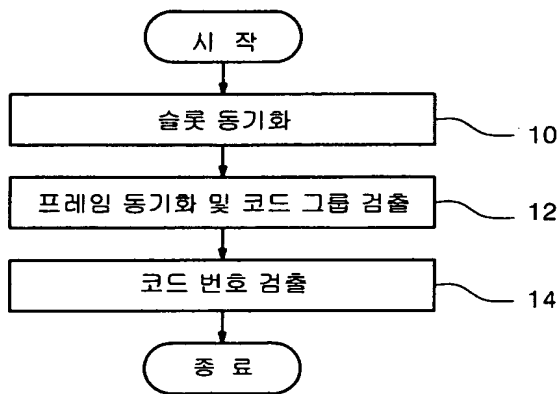 시 작
슬롯 동기화
10
프레임 동기화 및 코드 그룹 검출
12
코드 번호 검출
14
종 료